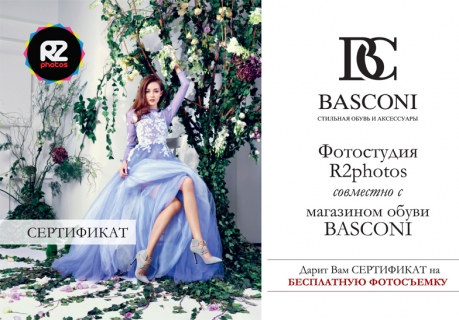 R2
photos
СЕРТИФИКАТ
BC
BASCONI
СТИЛЬНАЯ ОБУВЬ И АКСЕССУАРЫ
Фотостудия
R2photos
совместно с
магазином обуви
BASCONI
Дарит Вам СЕРТИФИКАТ на
БЕСПЛАТНУЮ ФОТОСЪЕМКУ